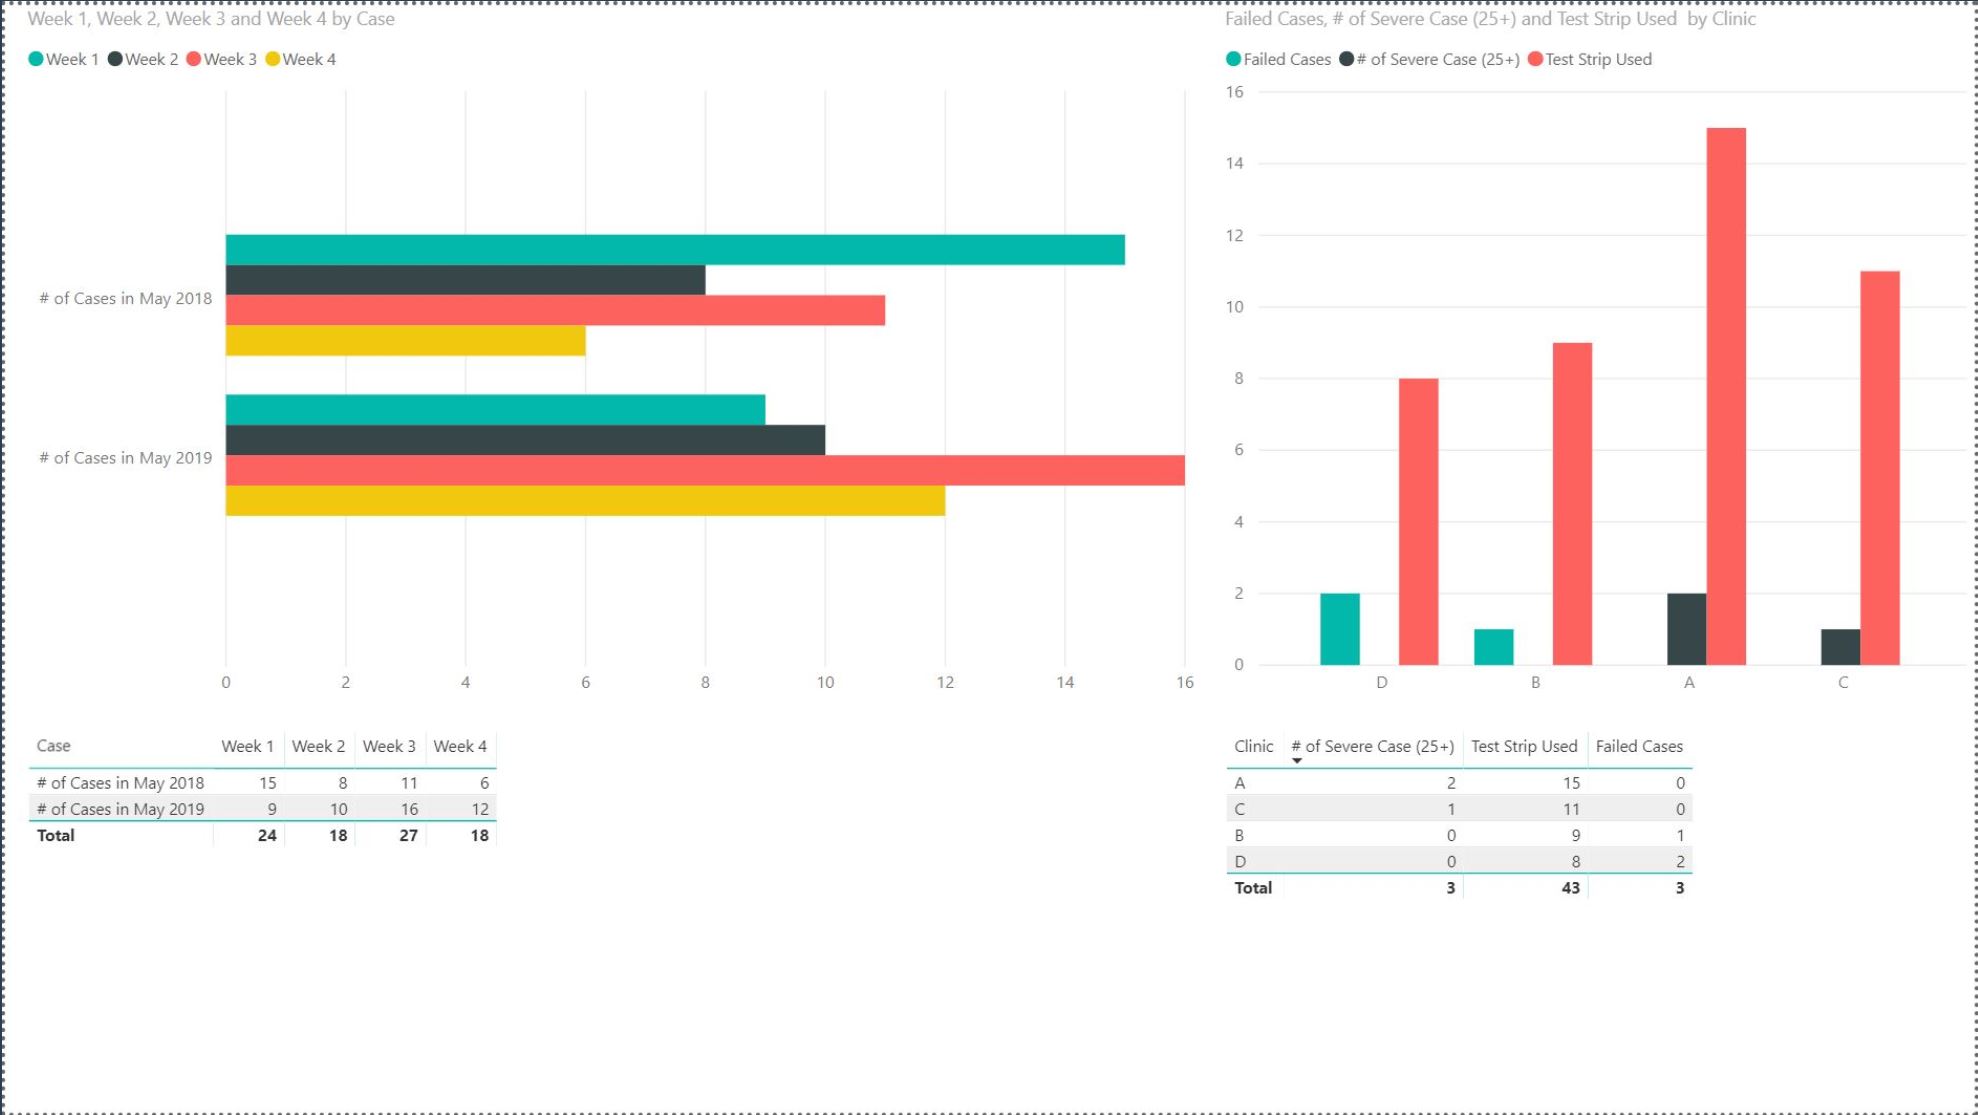 Week 1, Week 2, Week 3 and Week 4 by Case
Week 1 Week 2 Week 3 Week 4
# of Cases in May 2018
# of Cases in May 2019
0 2 4 6 8 10 12 14 16
Case Week 1 Week 2 Week 3 Week 4
# of Cases in May 2018 15 8 11 6
# of Cases in May 2019 9 10 16 12
Total 24 18 27 18
Failed Cases, # of Severe Case (25+) and Test Strip Used by Clinic
Failed Cases # of Severe Case (25+) Test Strip Used
16
14
12
10
8
6
4
2
0
D B A C
Clinic # of Severe Case (25+) Test Strip Used Failed Cases
A 2 15 0
C 1 11 0
B 0 9 1
D 0 8 2
Total 3 43 3